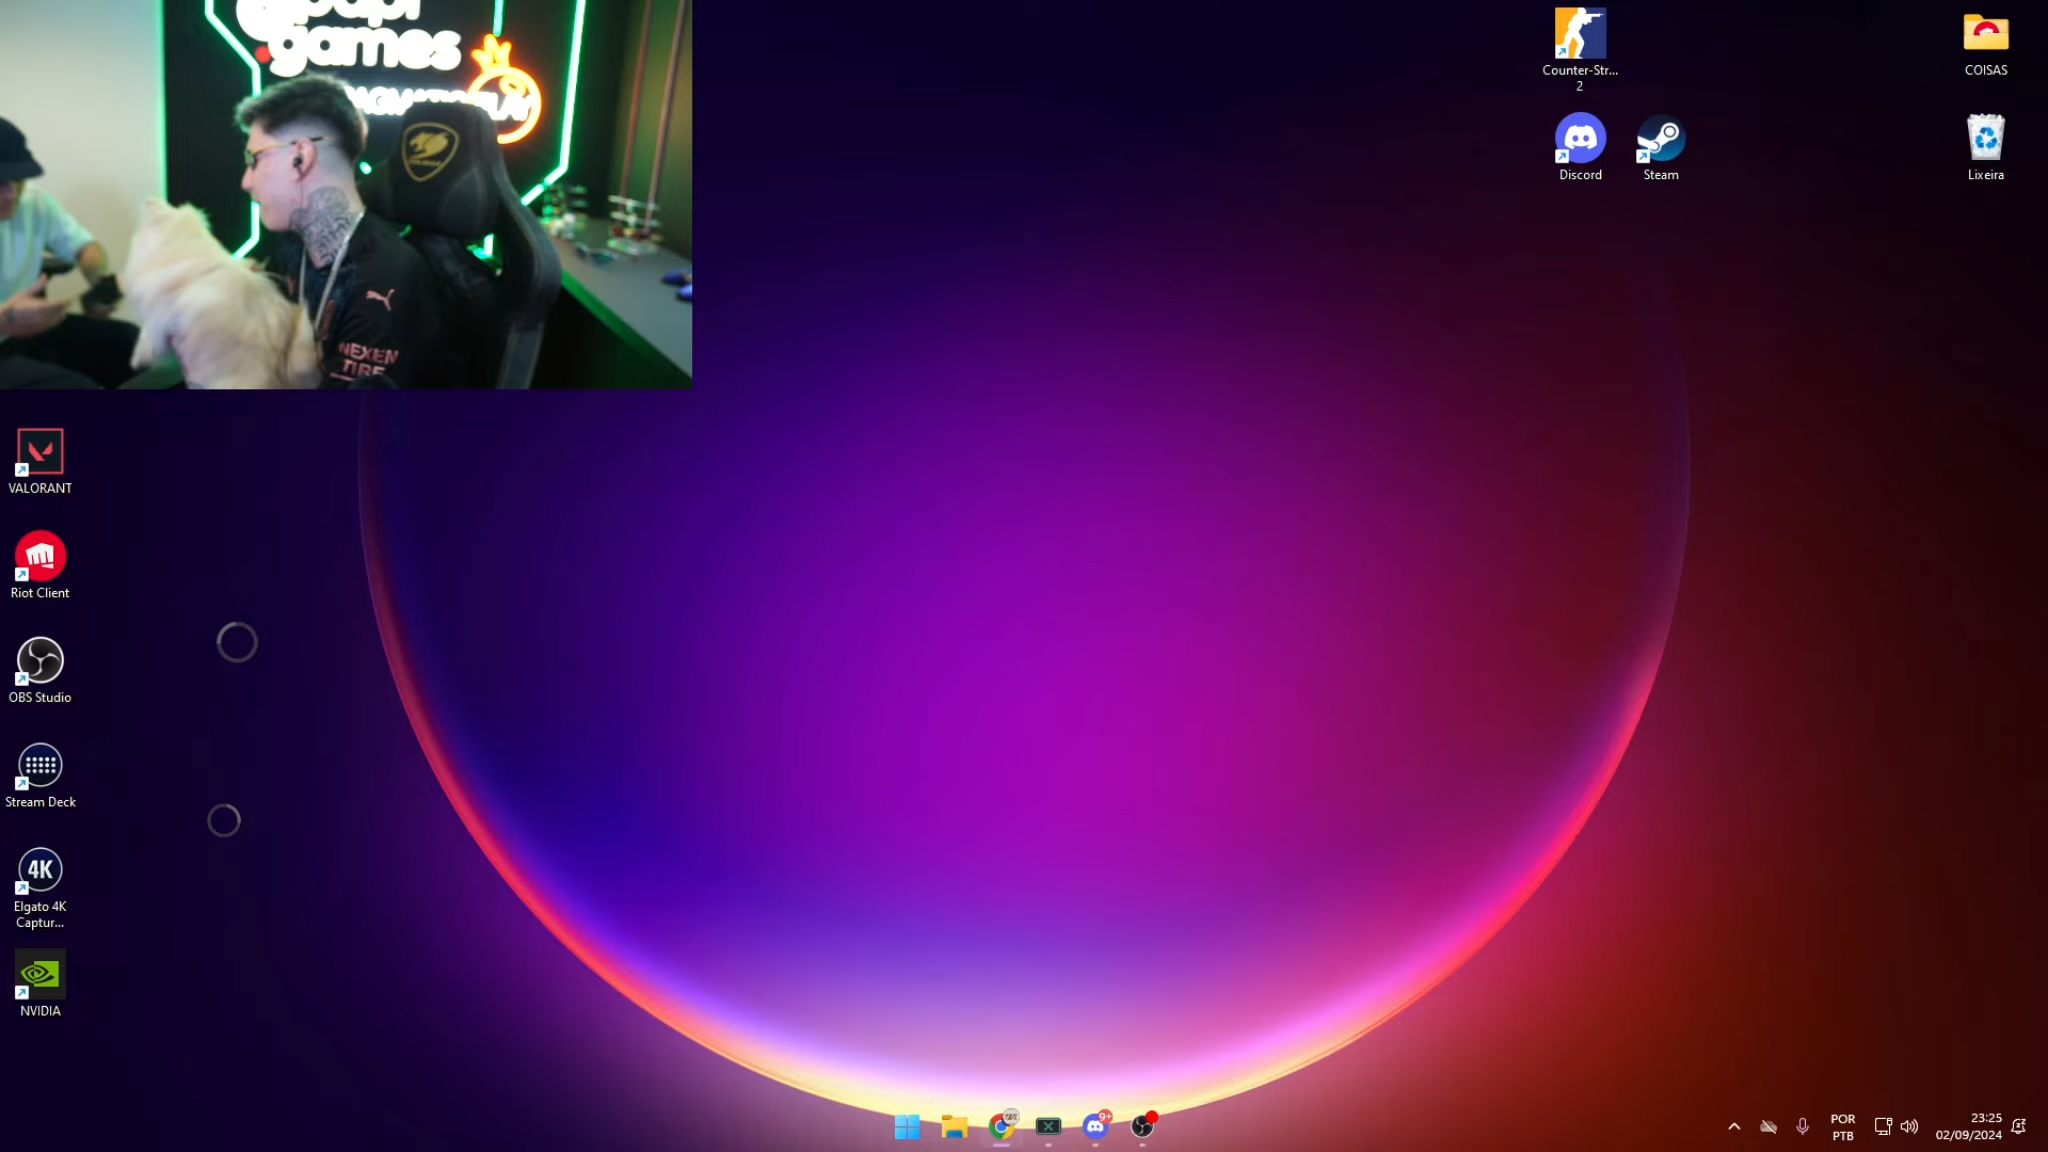 games
NEXEN
TIRE
Counter-Str...
2
COISAS
Discord
Steam
Lixeira
VALORANT
Riot Client
OBS Studio
Stream Deck
4K
Elgato 4K
Captur...
NVIDIA
9+
POR
PTB
23:25
02/09/2024